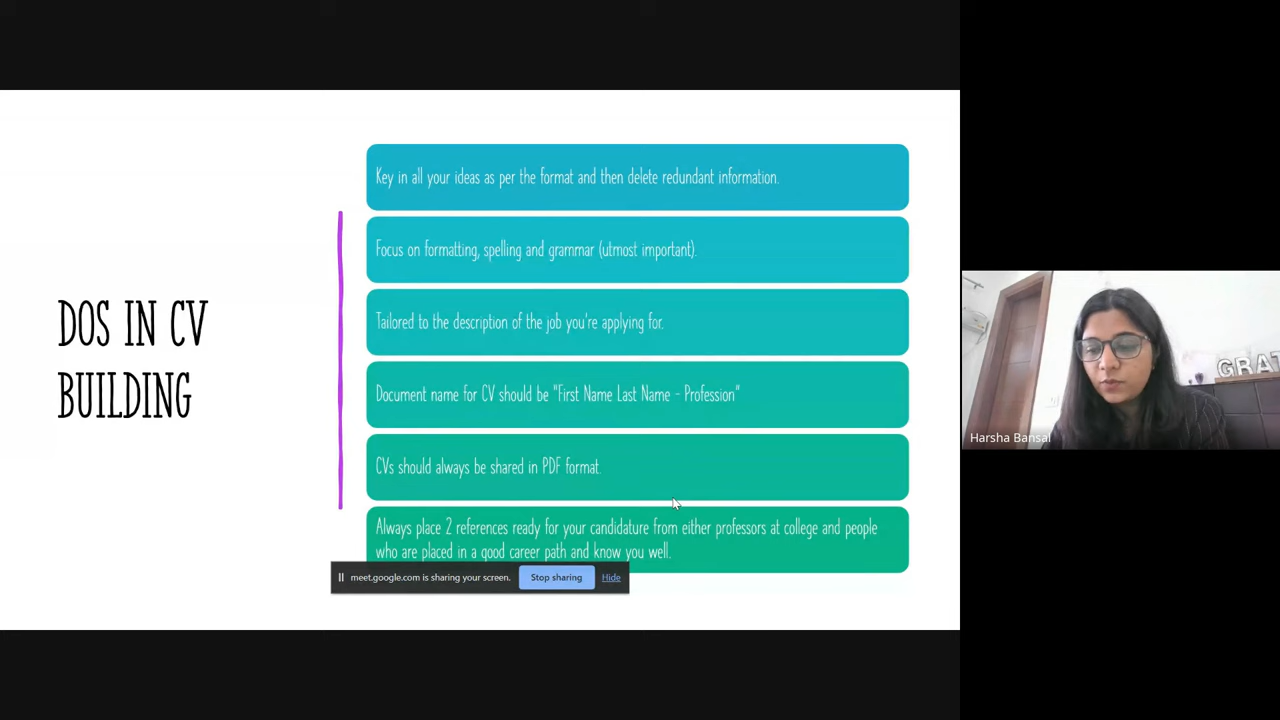 DOS IN CV
BUILDING
Key in all your ideas as per the format and then delete redundant information.
Focus on formatting, spelling and grammar (utmost important).
Tailored to the description of the job you're applying for.
Document name for CV should be "First Name Last Name - Profession"
CVs should always be shared in PDF format.
Always place 2 references ready for your candidature from either professors at college and people
who are placed in a good career path and know you well.
meet.google.com is sharing your screen. Stop sharing Hide
GRAT
Harsha Bansal